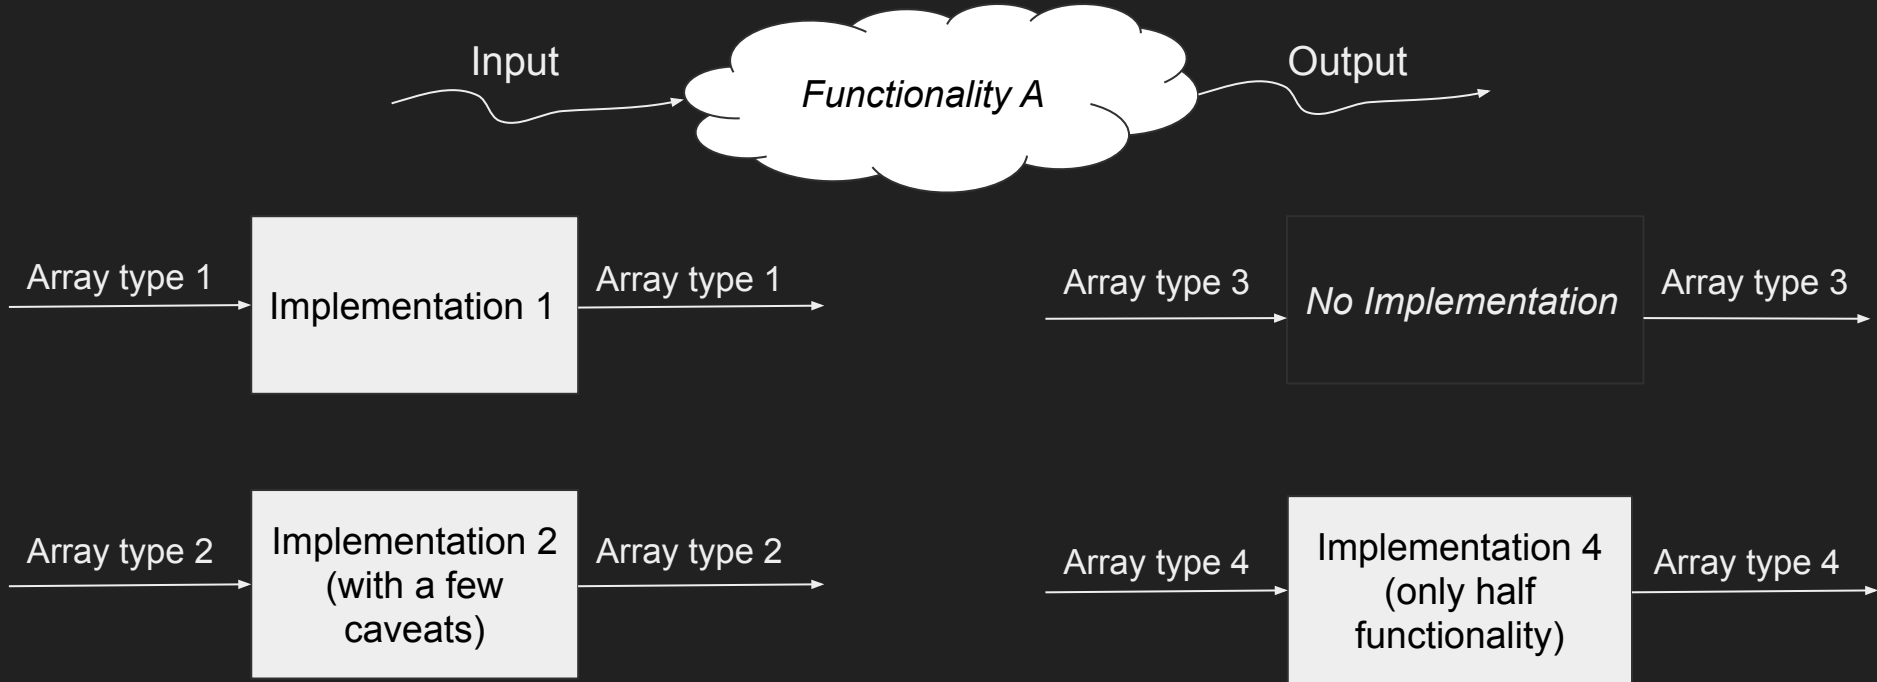 Input
Functionality A
Output
Array type 1
Implementation 1
Array type 1
Array type 3
No Implementation
Array type 3
Array type 2
Implementation 2
(with a few
caveats)
Array type 2
Array type 4
Implementation 4
(only half
functionality)
Array type 4